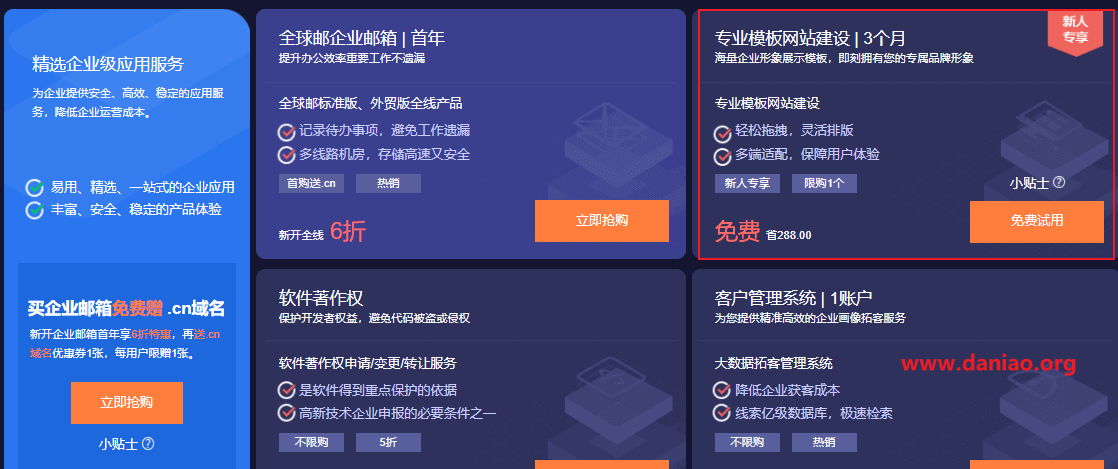 精选企业级应用服务
为企业提供安全、高效、稳定的应用服
务，降低企业运营成本。
易用、精选、一站式的企业应用
丰富、安全、稳定的产品体验
买企业邮箱免费赠 .cn域名
新开企业邮箱首年享6折特惠，再送.cn
域名优惠券1张，每用户限赠1张。
立即抢购
小贴士 ?
全球邮企业邮箱 | 首年
提升办公效率重要工作不遗漏
全球邮标准版、外贸版全线产品
记录待办事项，避免工作遗漏
多线路机房，存储高速又安全
首购送.cn 热销
新开全线 6折
立即抢购
专业模板网站建设 | 3个月
海量企业形象展示模板，即刻拥有您的专属品牌形象
新人
专享
专业模板网站建设
轻松拖拽，灵活排版
多端适配，保障用户体验
新人专享 限购1个
小贴士 ?
免费 省288.00
免费试用
软件著作权
保护开发者权益，避免代码被盗或侵权
软件著作权申请/变更/转让服务
是软件得到重点保护的依据
高新技术企业申报的必要条件之一
不限购 5折
客户管理系统 | 1账户
为您提供精准高效的企业画像拓客服务
大数据拓客管理系统
www.daniao.org
降低企业获客成本
线索亿级数据库，极速检索
不限购 热销